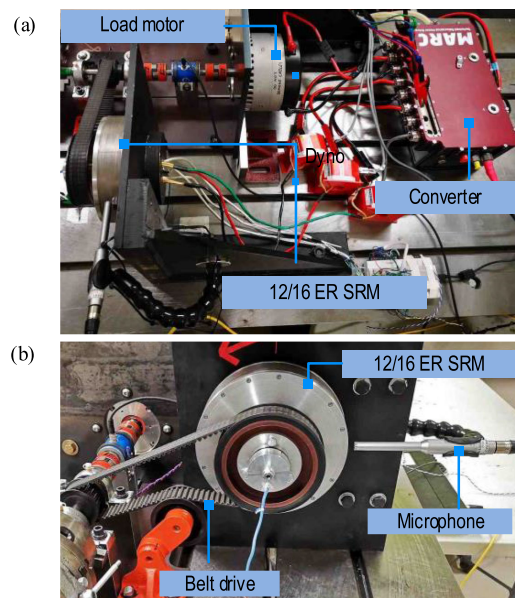 (a)
Load motor
MARC
Dyno
Converter
12/16 ER SRM
(b)
12/16 ER SRM
Microphone
Belt drive